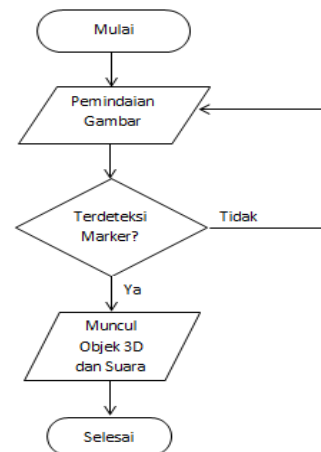 Mulai
Pemindaian
Gambar
Terdeteksi
Marker?
Tidak
Ya
Muncul
Objek 3D
dan Suara
Selesai